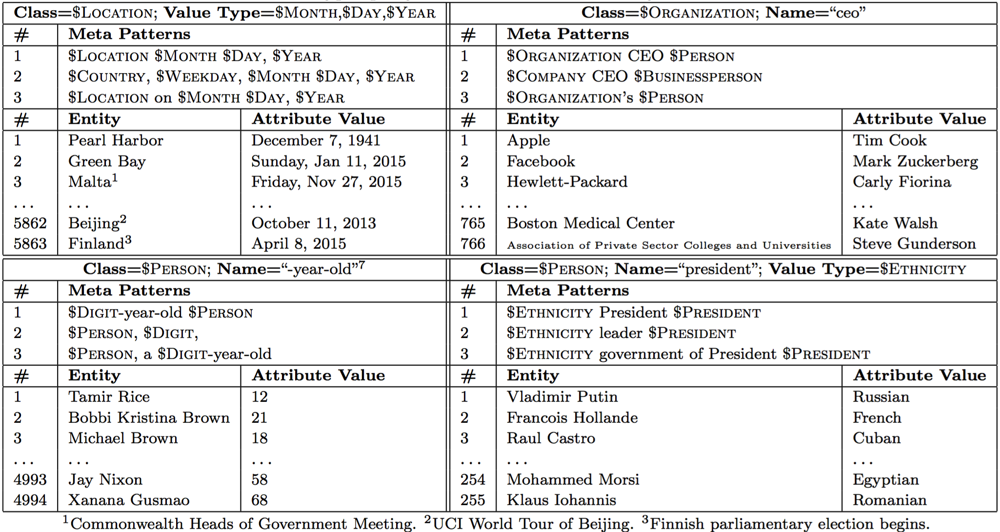 Class=$LOCATION; Value Type=$MONTH,$DAY,$YEAR
# Meta Patterns
1 $LOCATION $MONTH $DAY, $YEAR
2 $COUNTRY, $WEEKDAY, $MONTH $DAY, $YEAR
3 $LOCATION on $MONTH $DAY, $YEAR
# Entity Attribute Value
1 Pearl Harbor December 7, 1941
2 Green Bay Sunday, Jan 11, 2015
3 Malta¹ Friday, Nov 27, 2015
... ... ...
5862 Beijing² October 11, 2013
5863 Finland³ April 8, 2015
Class=$ORGANIZATION; Name=“ceo”
# Meta Patterns
1 $ORGANIZATION CEO $PERSON
2 $COMPANY CEO $BUSINESSPERSON
3 $ORGANIZATION’s $PERSON
# Entity Attribute Value
1 Apple Tim Cook
2 Facebook Mark Zuckerberg
3 Hewlett-Packard Carly Fiorina
... ... ...
765 Boston Medical Center Kate Walsh
766 Association of Private Sector Colleges and Universities Steve Gunderson
Class=$PERSON; Name=“-year-old”⁷
# Meta Patterns
1 $DIGIT-year-old $PERSON
2 $PERSON, $DIGIT,
3 $PERSON, a $DIGIT-year-old
# Entity Attribute Value
1 Tamir Rice 12
2 Bobbi Kristina Brown 21
3 Michael Brown 18
... ... ...
4993 Jay Nixon 58
4994 Xanana Gusmao 68
Class=$PERSON; Name=“president”; Value Type=$ETHNICITY
# Meta Patterns
1 $ETHNICITY President $PRESIDENT
2 $ETHNICITY leader $PRESIDENT
3 $ETHNICITY government of President $PRESIDENT
# Entity Attribute Value
1 Vladimir Putin Russian
2 Francois Hollande French
3 Raul Castro Cuban
... ... ...
254 Mohammed Morsi Egyptian
255 Klaus Iohannis Romanian
¹Commonwealth Heads of Government Meeting. ²UCI World Tour of Beijing. ³Finnish parliamentary election begins.